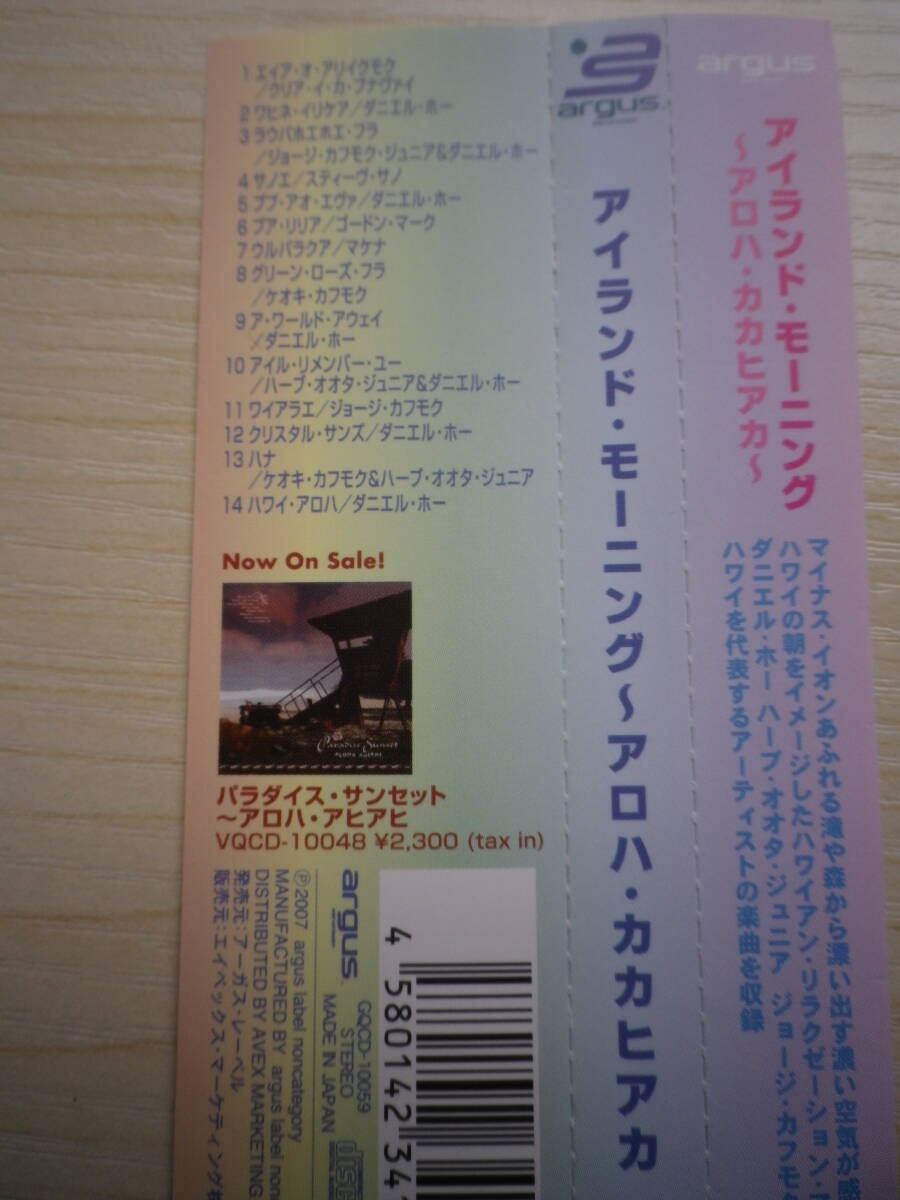 1 エイア・オ・アリイクモク
/クリア・イ・カ・プナヴァイ
2 ワヒネ・イリケア/ダニエル・ホー
3 ラウパホエホエ・フラ
/ジョージ・カフモク・ジュニア&ダニエル・ホー
4 サノエ/スティーヴ・サノ
5 ププ・アオ・エヴァ/ダニエル・ホー
6 プア・リリア/ゴードン・マーク
7 ウルパラクア/マケナ
8 グリーン・ローズ・フラ
/ケオキ・カフモク
9 ア・ワールド・アウェイ
/ダニエル・ホー
10 アイル・リメンバー・ユー
/ハーブ・オオタ・ジュニア&ダニエル・ホー
11 ワイアラエ/ジョージ・カフモク
12 クリスタル・サンズ/ダニエル・ホー
13 ハナ
/ケオキ・カフモク&ハーブ・オオタ・ジュニア
14 ハワイ・アロハ/ダニエル・ホー
Now On Sale!
Paradise Sunset
パラダイス・サンセット
~アロハ・アヒアヒ
VQCD-10048 ¥2,300 (tax in)
argus
GQCD-10059
STEREO
MADE IN JAPAN
Ⓟ2007 argus label noncategory
MANUFACTURED BY argus label non
DISTRIBUTED BY AVEX MARKETING
発売元:アーガス・レーベル
販売元:エイベックス・マーケティング
4 580142 34
argus
アイランド・モーニング~アロハ・カカヒアカ
argus
アイランド・モーニング
~アロハ・カカヒアカ~
マイナス・イオンあふれる滝や森から漂い出す濃い空気が
ハワイの朝をイメージしたハワイアン・リラクゼーション・
ダニエル・ホー ハーブ・オオタ・ジュニア ジョージ・カフモ
ハワイを代表するアーティストの楽曲を収録